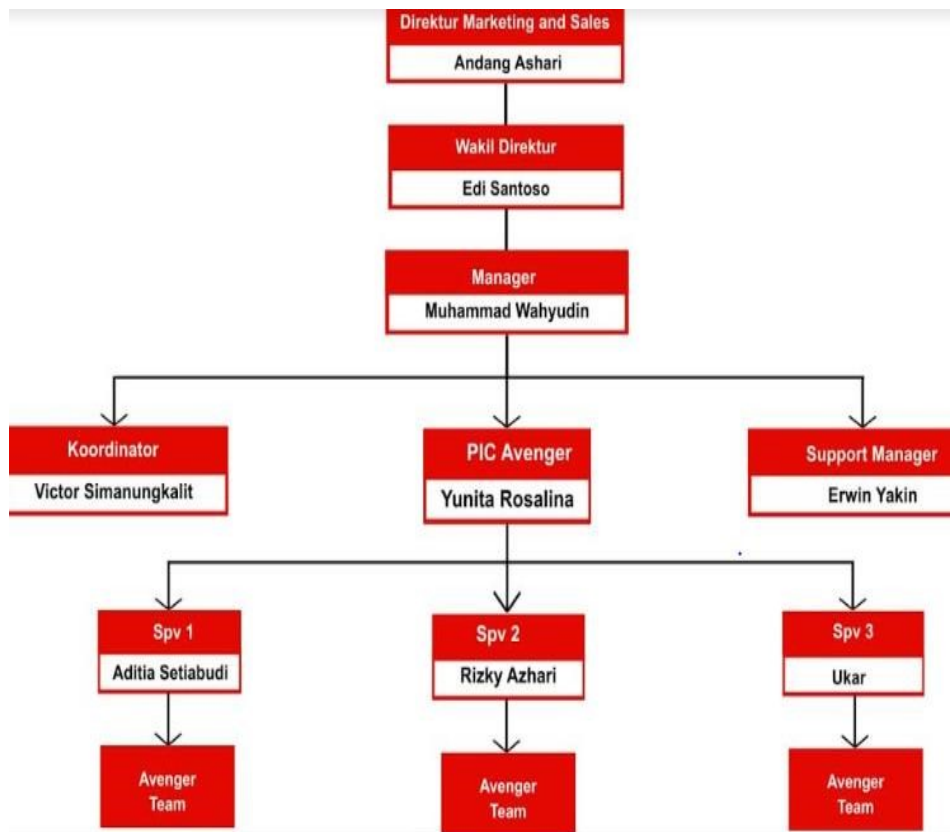 Direktur Marketing and Sales
Andang Ashari
Wakil Direktur
Edi Santoso
Manager
Muhammad Wahyudin
Koordinator
Victor Simanungkalit
PIC Avenger
Yunita Rosalina
Support Manager
Erwin Yakin
Spv 1
Aditia Setiabudi
Spv 2
Rizky Azhari
Spv 3
Ukar
Avenger
Team
Avenger
Team
Avenger
Team